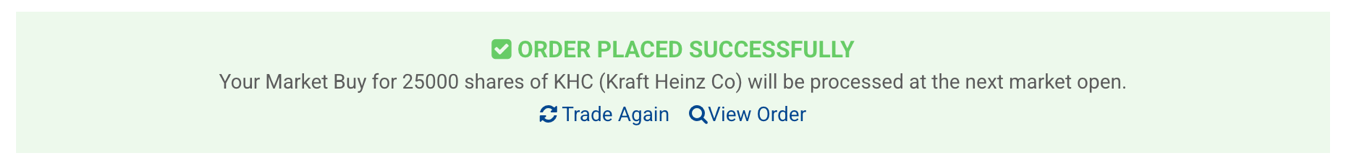 ORDER PLACED SUCCESSFULLY
Your Market Buy for 25000 shares of KHC (Kraft Heinz Co) will be processed at the next market open.
Trade Again View Order